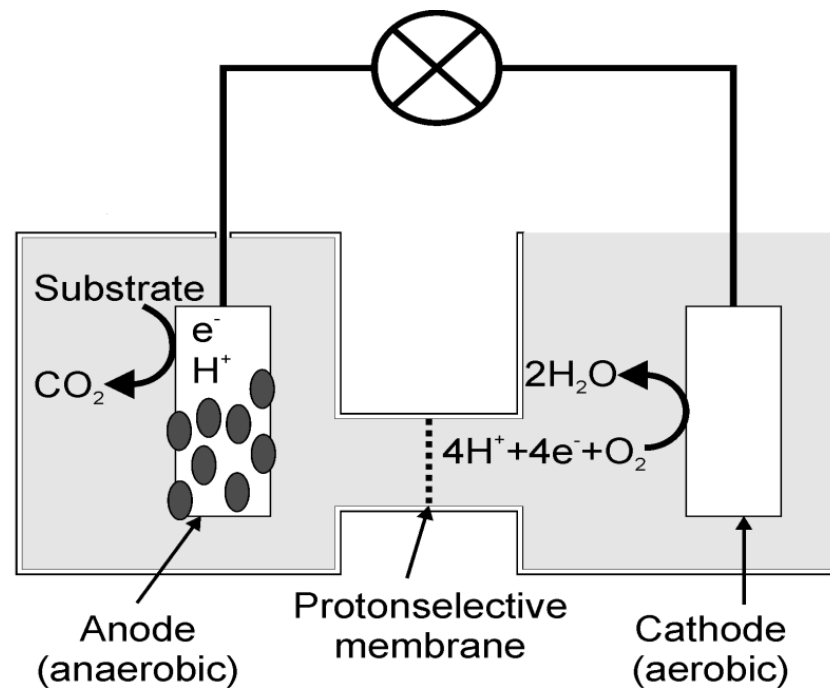 Substrate
e⁻
H⁺
CO₂
2H₂O
4H⁺+4e⁻+O₂
Anode
(anaerobic)
Protonselective
membrane
Cathode
(aerobic)